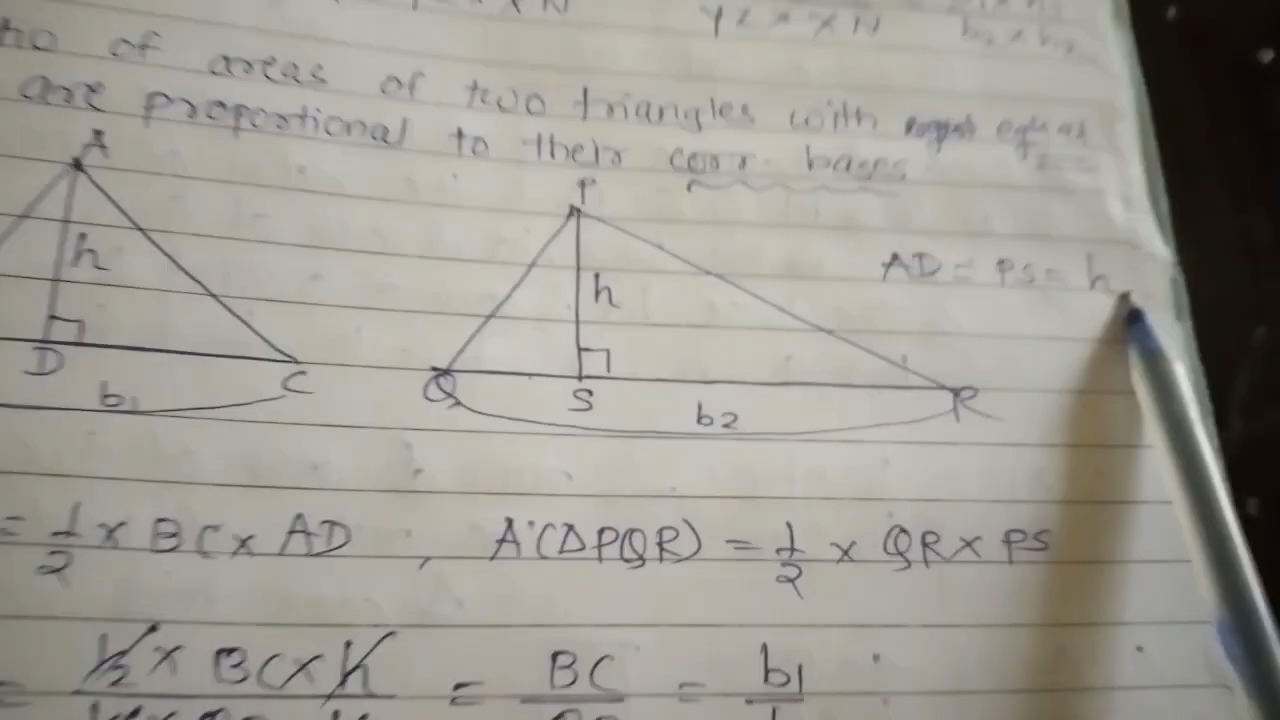 of areas of two triangles with
are proportional to their corr. bases
A
P
h
h
AD = PS = h
D
C
Q
S
R
b1
b2
= 1/2 × BC × AD , A(ΔPQR) = 1/2 × QR × PS
= 1/2 × BC × h = BC = b1